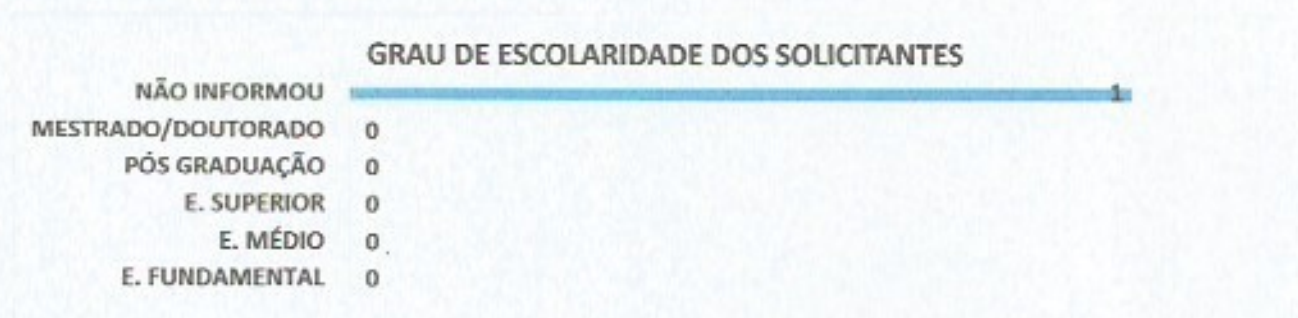 GRAU DE ESCOLARIDADE DOS SOLICITANTES
NÃO INFORMOU 1
MESTRADO/DOUTORADO 0
PÓS GRADUAÇÃO 0
E. SUPERIOR 0
E. MÉDIO 0
E. FUNDAMENTAL 0